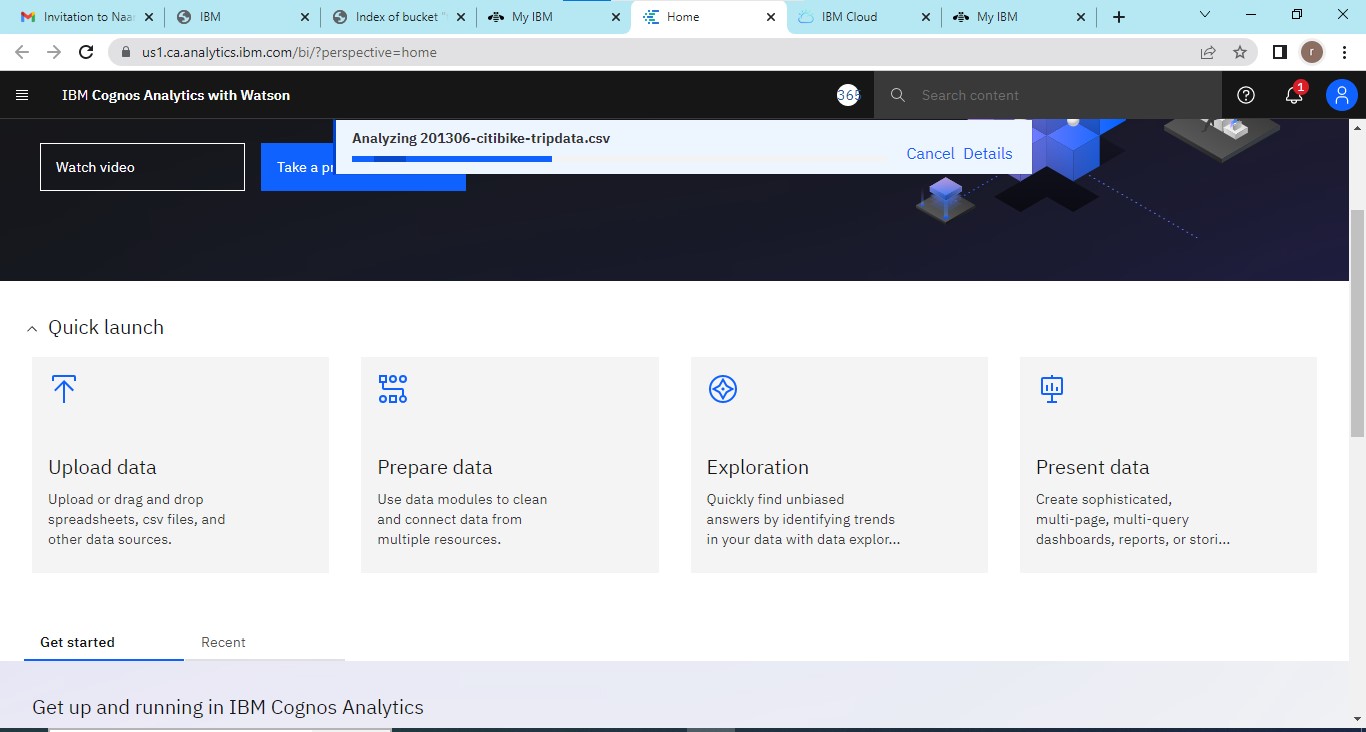 Invitation to Naa
IBM
Index of bucket "
My IBM
Home
IBM Cloud
My IBM
us1.ca.analytics.ibm.com/bi/?perspective=home
r
IBM Cognos Analytics with Watson
365
Search content
1
Analyzing 201306-citibike-tripdata.csv
Cancel Details
Watch video
Take a pr
Quick launch
Upload data
Upload or drag and drop
spreadsheets, csv files, and
other data sources.
Prepare data
Use data modules to clean
and connect data from
multiple resources.
Exploration
Quickly find unbiased
answers by identifying trends
in your data with data explor...
Present data
Create sophisticated,
multi-page, multi-query
dashboards, reports, or stori...
Get started
Recent
Get up and running in IBM Cognos Analytics